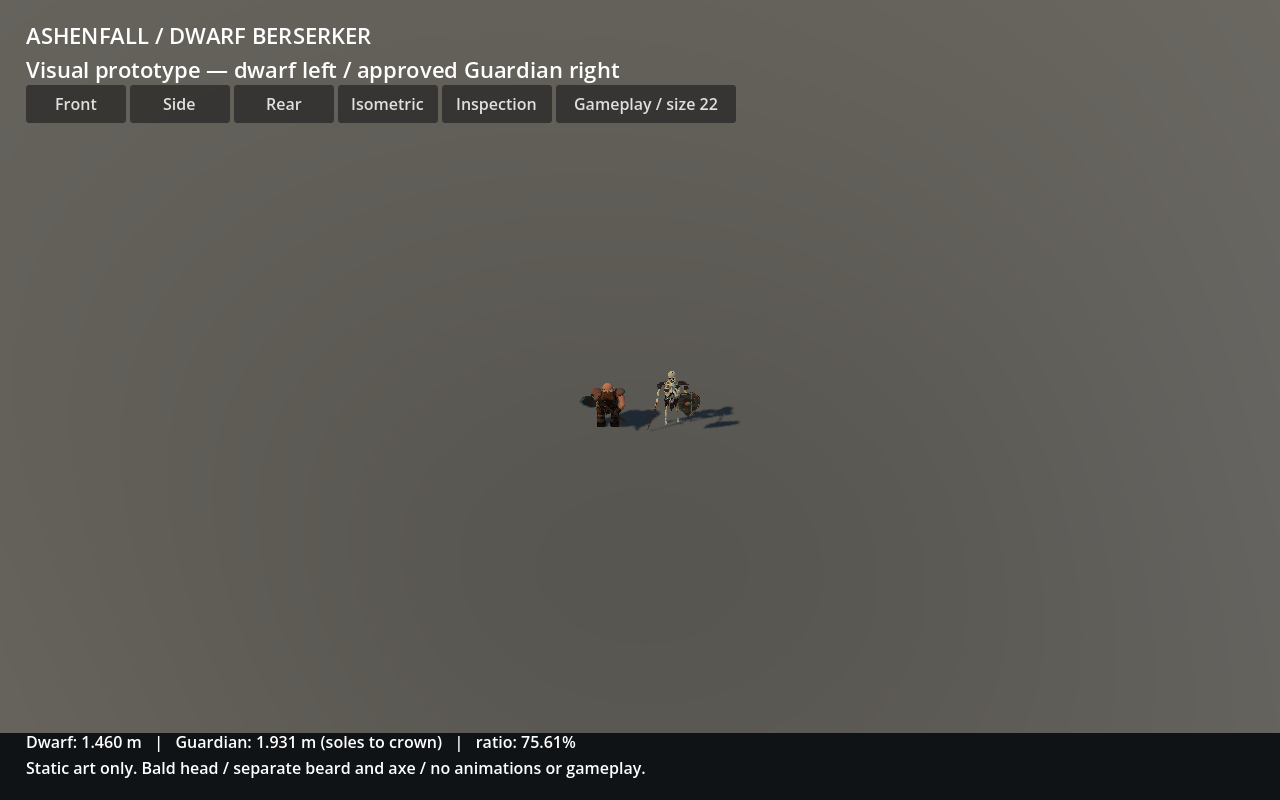 ASHENFALL / DWARF BERSERKER
Visual prototype — dwarf left / approved Guardian right
Front Side Rear Isometric Inspection Gameplay / size 22
Dwarf: 1.460 m | Guardian: 1.931 m (soles to crown) | ratio: 75.61%
Static art only. Bald head / separate beard and axe / no animations or gameplay.